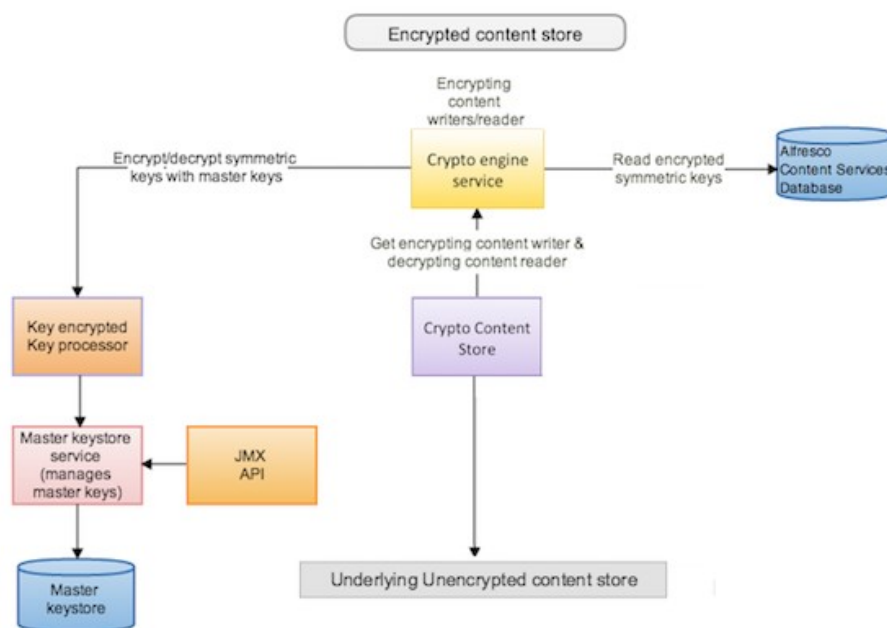 Encrypted content store
Encrypting
content
writers/reader
Encrypt/decrypt symmetric
keys with master keys
Crypto engine
service
Read encrypted
symmetric keys
Alfresco
Content Services
Database
Get encrypting content writer &
decrypting content reader
Key encrypted
Key processor
Crypto Content
Store
Master keystore
service
(manages
master keys)
JMX
API
Master
keystore
Underlying Unencrypted content store